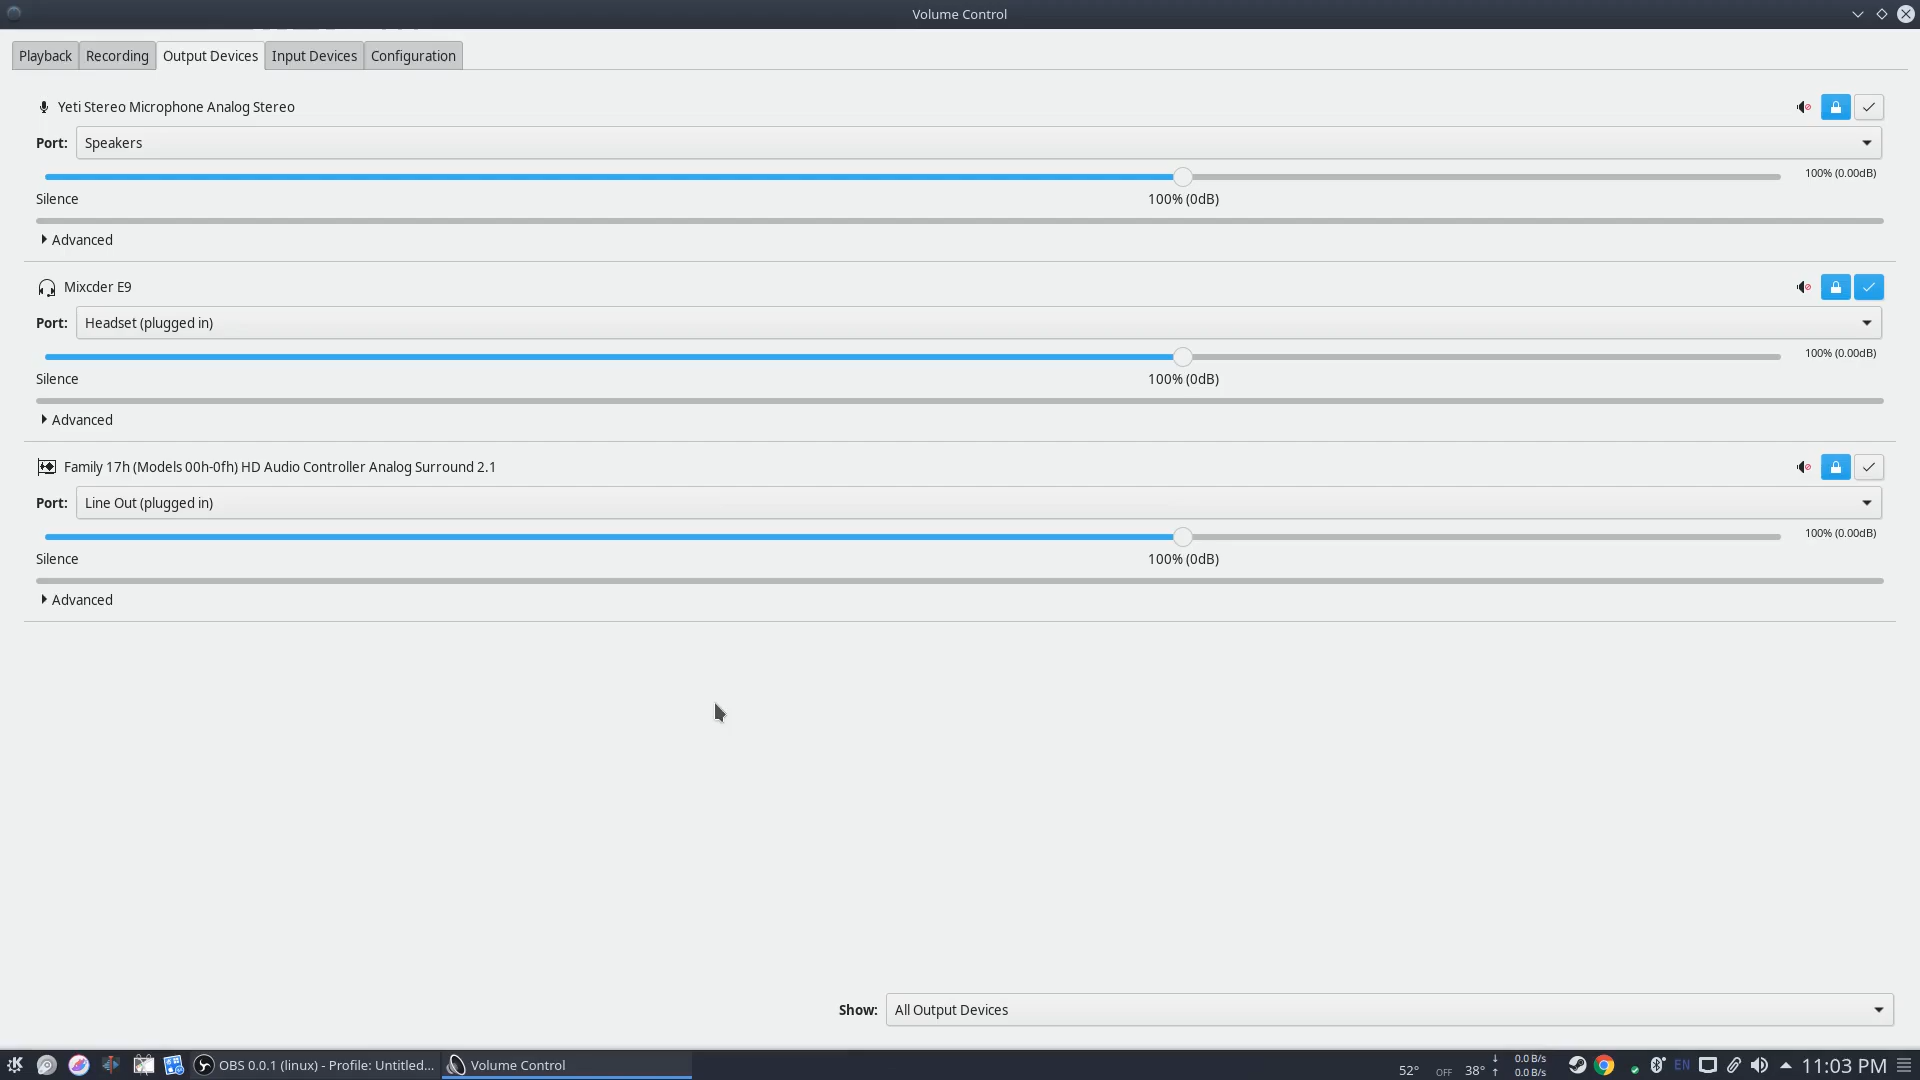 Volume Control
Playback Recording Output Devices Input Devices Configuration
Yeti Stereo Microphone Analog Stereo
Port: Speakers
100% (0.00dB)
Silence 100% (0dB)
Advanced
Mixcder E9
Port: Headset (plugged in)
100% (0.00dB)
Silence 100% (0dB)
Advanced
Family 17h (Models 00h-0fh) HD Audio Controller Analog Surround 2.1
Port: Line Out (plugged in)
100% (0.00dB)
Silence 100% (0dB)
Advanced
Show: All Output Devices
OBS 0.0.1 (linux) - Profile: Untitled... Volume Control
52° OFF 38° ↓ ↑ 0.0 B/s
0.0 B/s
EN
11:03 PM